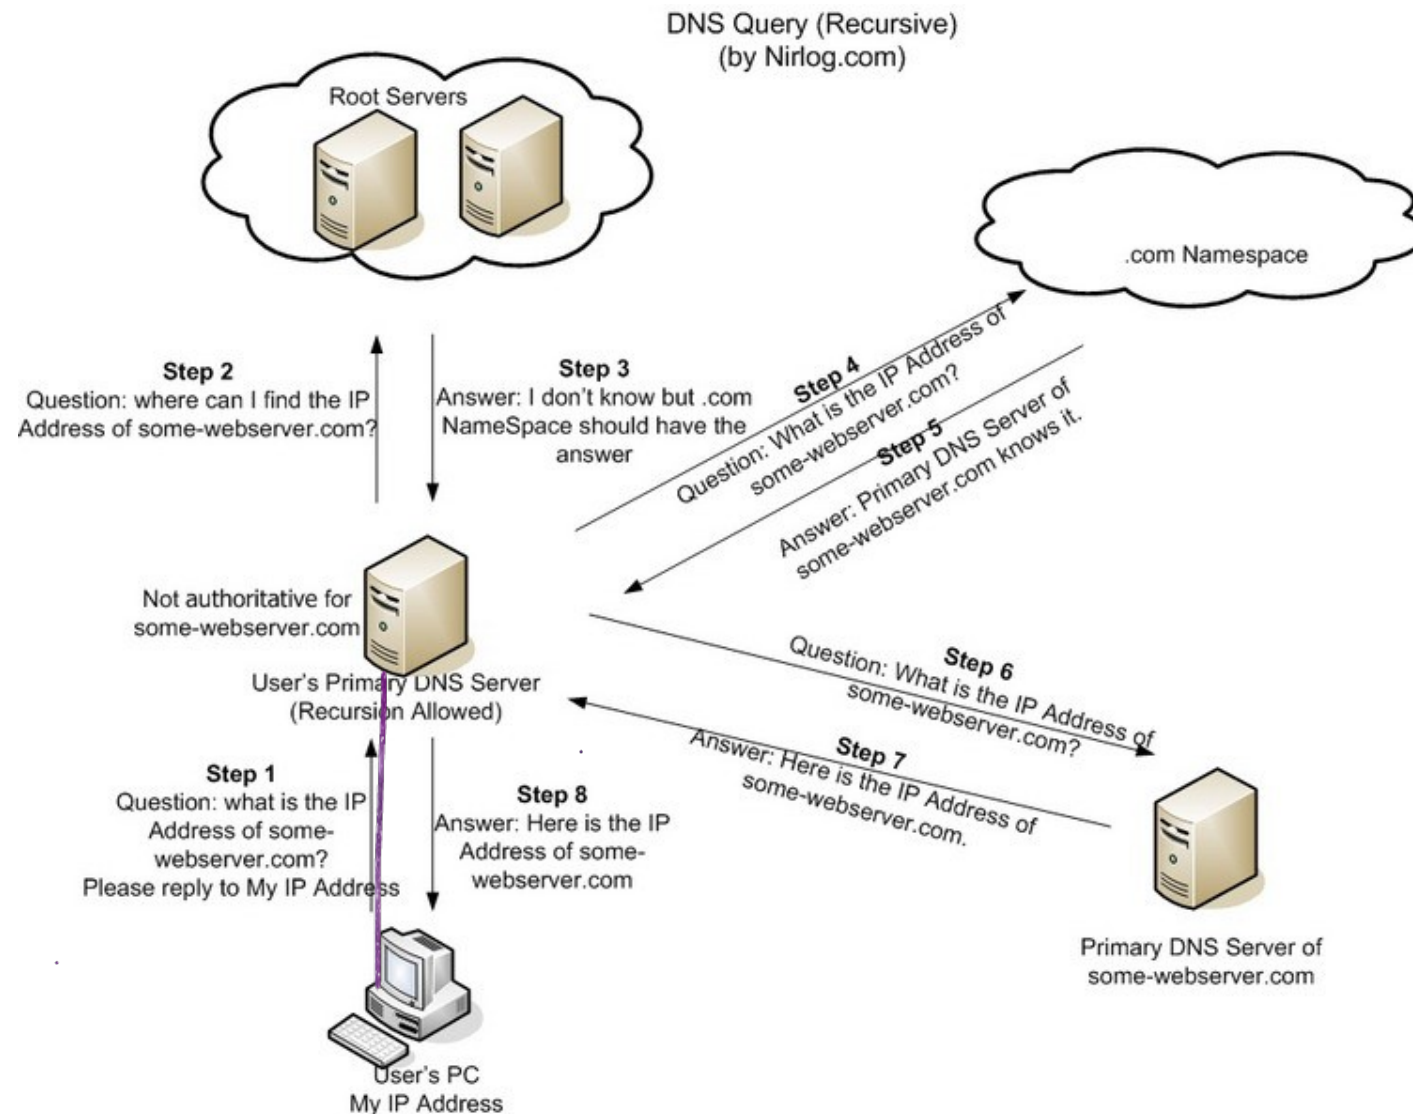 DNS Query (Recursive)
(by Nirlog.com)
Root Servers
.com Namespace
Step 2
Question: where can I find the IP
Address of some-webserver.com?
Step 3
Answer: I don't know but .com
NameSpace should have the
answer
Step 4
Question: What is the IP Address of
some-webserver.com?
Step 5
Answer: Primary DNS Server of
some-webserver.com knows it.
Not authoritative for
some-webserver.com
User's Primary DNS Server
(Recursion Allowed)
Step 6
Question: What is the IP Address of
some-webserver.com?
Step 7
Answer: Here is the IP Address of
some-webserver.com.
Step 1
Question: what is the IP
Address of some-
webserver.com?
Please reply to My IP Address
Step 8
Answer: Here is the IP
Address of some-
webserver.com
Primary DNS Server of
some-webserver.com
User's PC
My IP Address